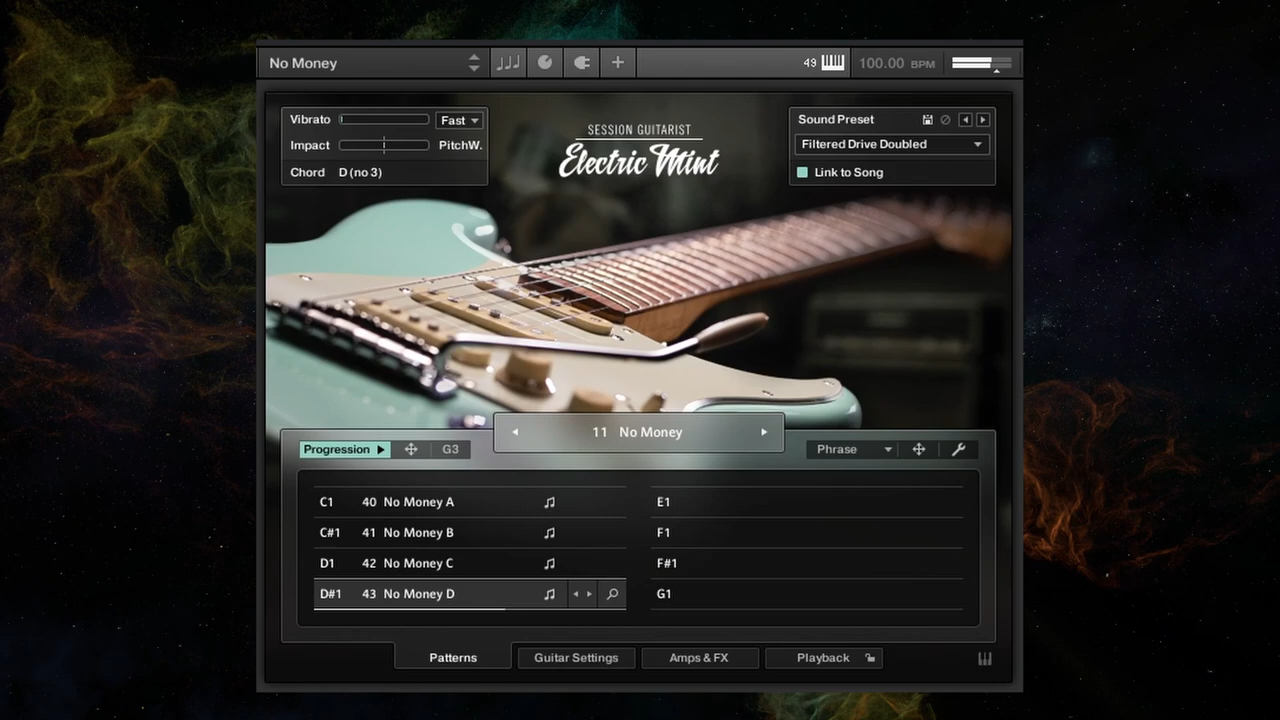 No Money
49
100.00 BPM
Vibrato
Fast
Impact
PitchW.
Chord D (no 3)
SESSION GUITARIST
Electric Mint
Sound Preset
Filtered Drive Doubled
Link to Song
11 No Money
Progression
G3
Phrase
C1 40 No Money A
E1
C#1 41 No Money B
F1
D1 42 No Money C
F#1
D#1 43 No Money D
G1
Patterns
Guitar Settings
Amps & FX
Playback